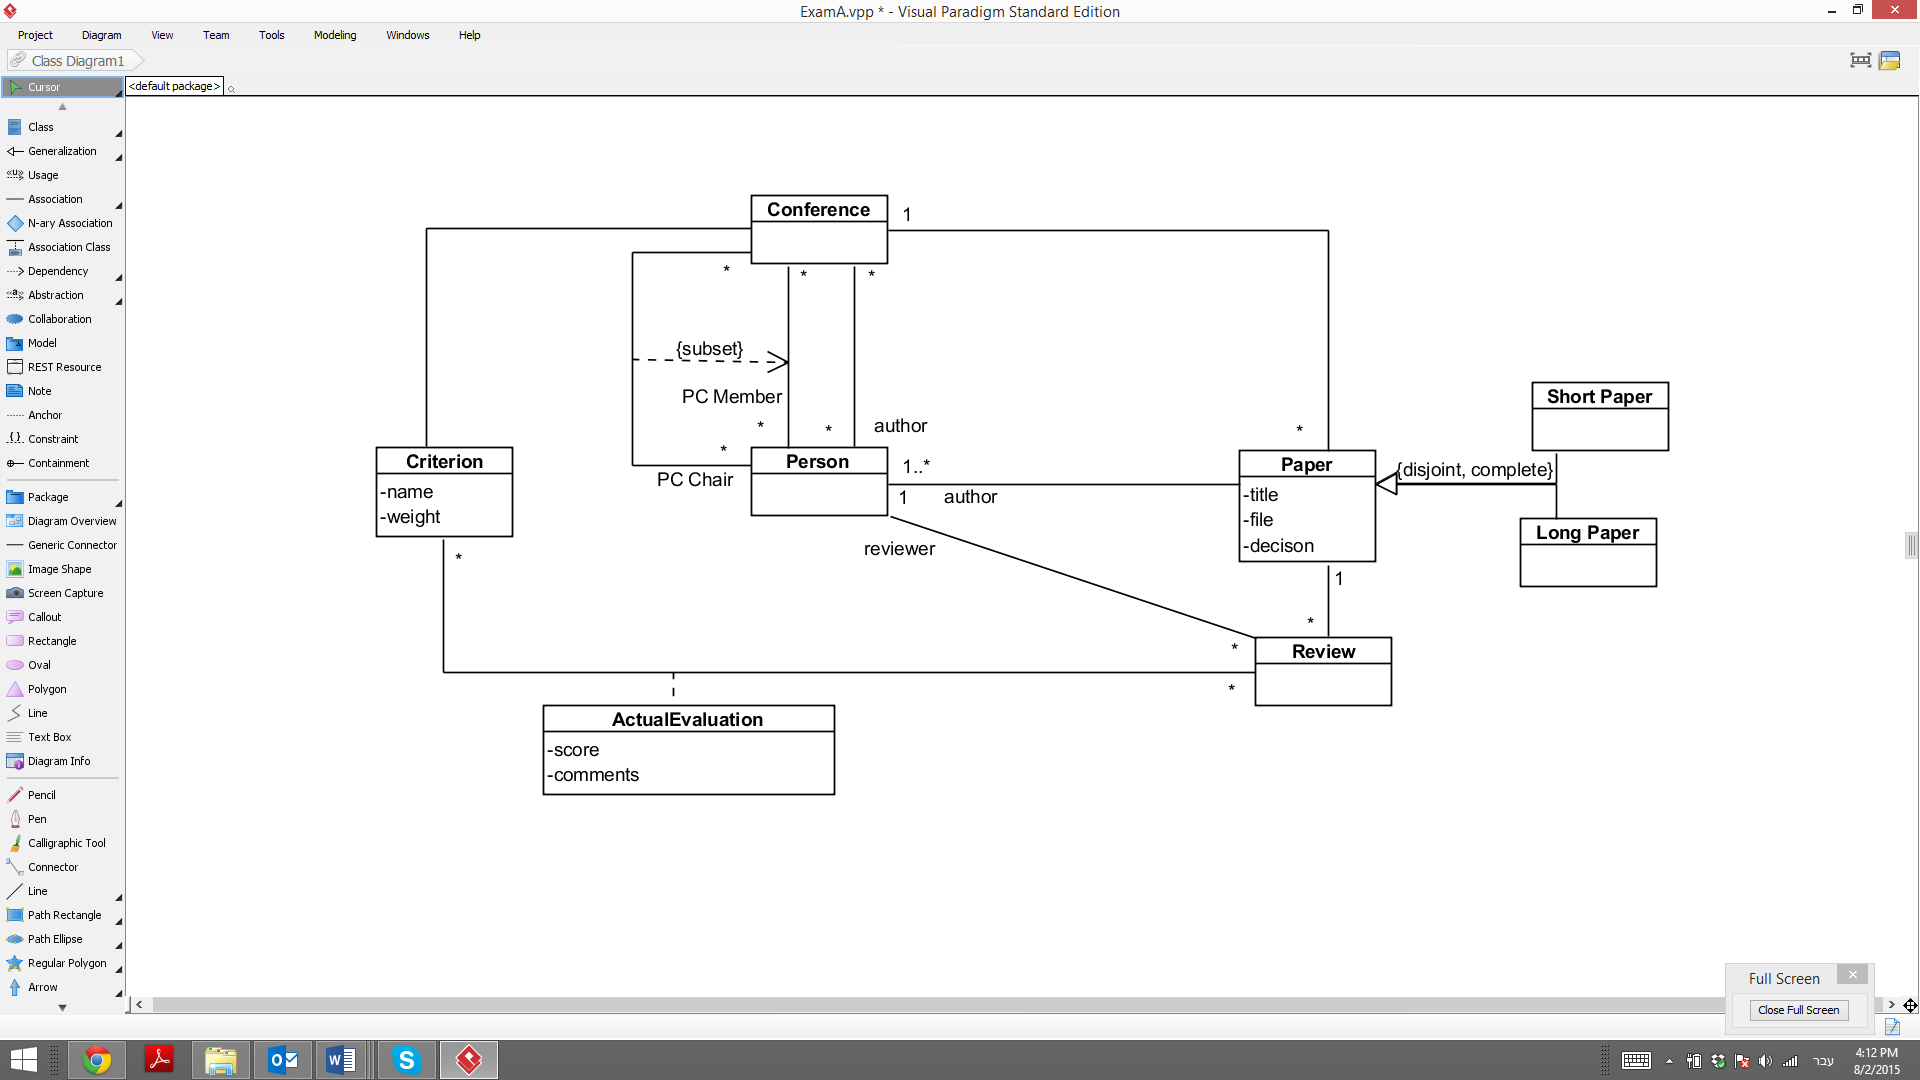 ExamA.vpp * - Visual Paradigm Standard Edition
Project Diagram View Team Tools Modeling Windows Help
Class Diagram1
<default package>
Cursor
Class
Generalization
Usage
Association
N-ary Association
Association Class
Dependency
Abstraction
Collaboration
Model
REST Resource
Note
Anchor
Constraint
Containment
Package
Diagram Overview
Generic Connector
Image Shape
Screen Capture
Callout
Rectangle
Oval
Polygon
Line
Text Box
Diagram Info
Pencil
Pen
Calligraphic Tool
Connector
Line
Path Rectangle
Path Ellipse
Regular Polygon
Arrow
Conference
1
*
*
*
{subset}
PC Member
*
*
author
*
*
PC Chair
Person
1..*
1
author
reviewer
Criterion
-name
-weight
*
Paper
-title
-file
-decison
{disjoint, complete}
Short Paper
Long Paper
1
*
*
*
Review
ActualEvaluation
-score
-comments
Full Screen
Close Full Screen
עבר
4:12 PM
8/2/2015